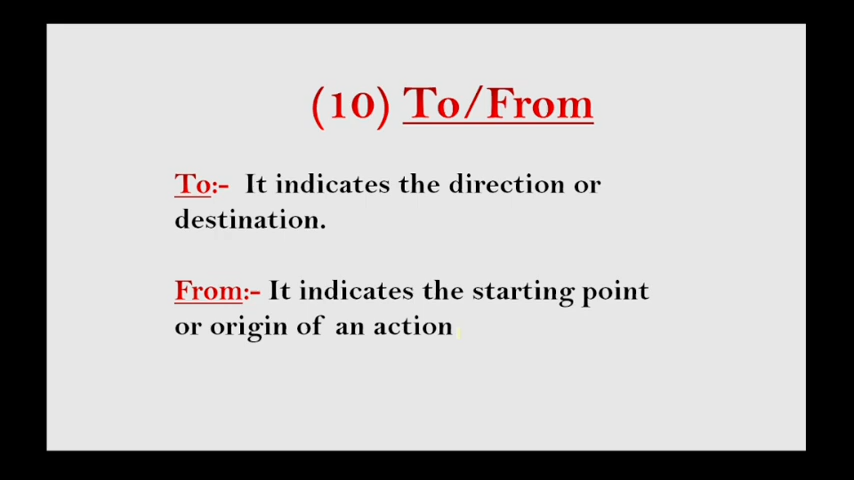 (10) To/From
To:- It indicates the direction or
destination.
From:- It indicates the starting point
or origin of an action